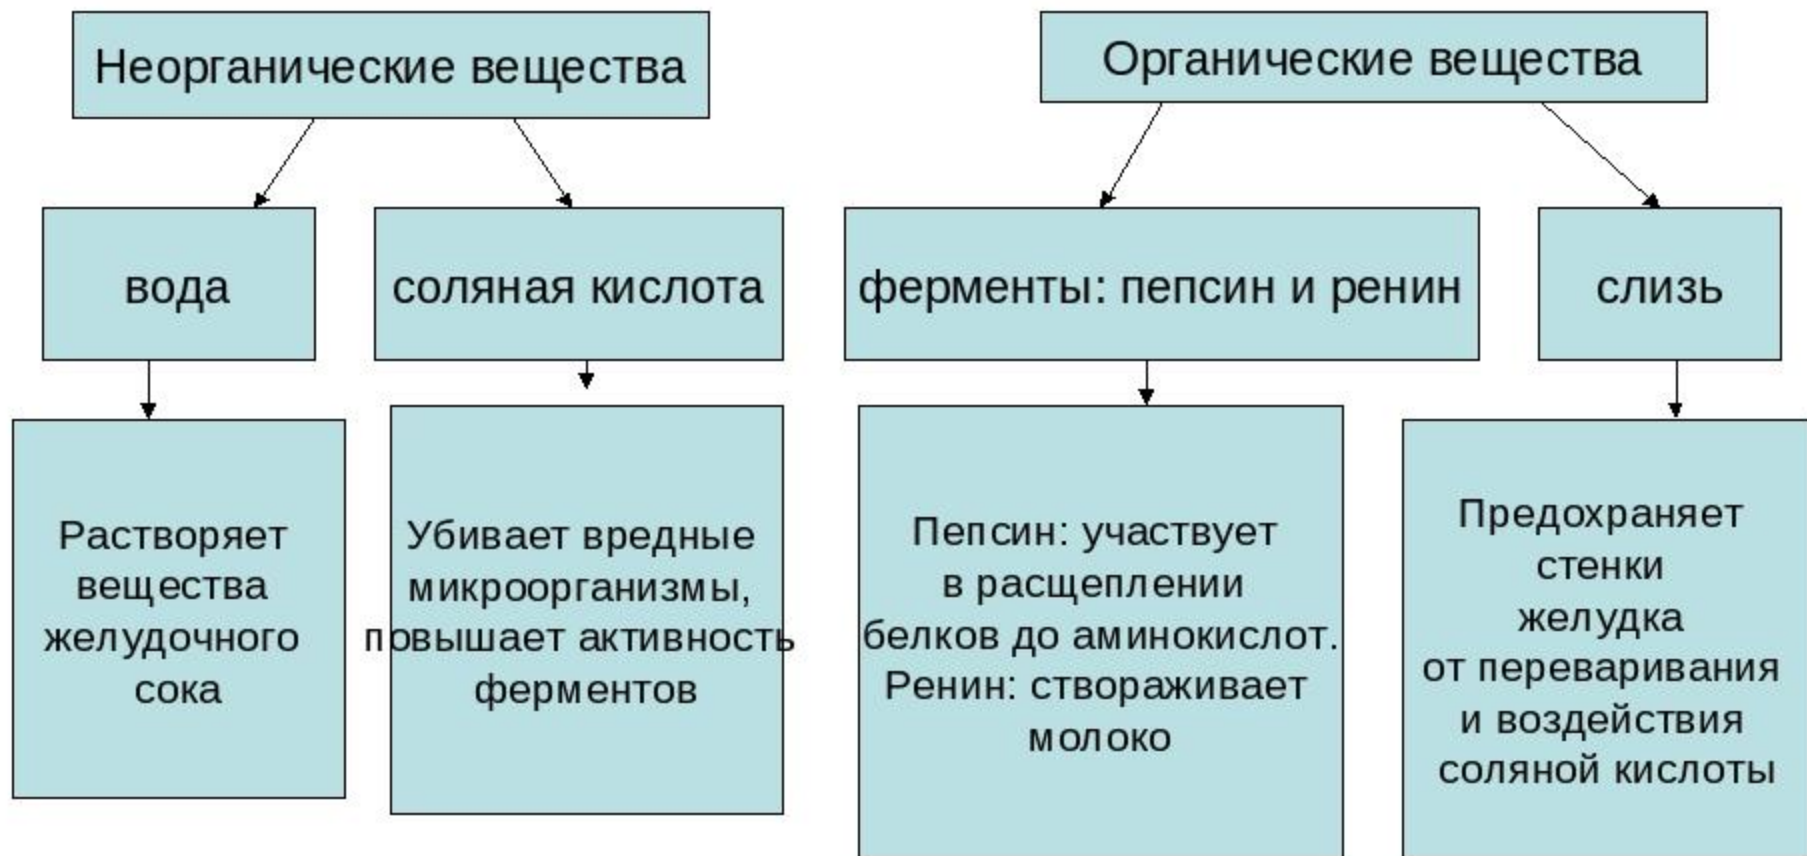 Неорганические вещества
Органические вещества
вода
соляная кислота
ферменты: пепсин и ренин
слизь
Растворяет
вещества
желудочного
сока
Убивает вредные
микроорганизмы,
повышает активность
ферментов
Пепсин: участвует
в расщеплении
белков до аминокислот.
Ренин: створаживает
молоко
Предохраняет
стенки
желудка
от переваривания
и воздействия
соляной кислоты